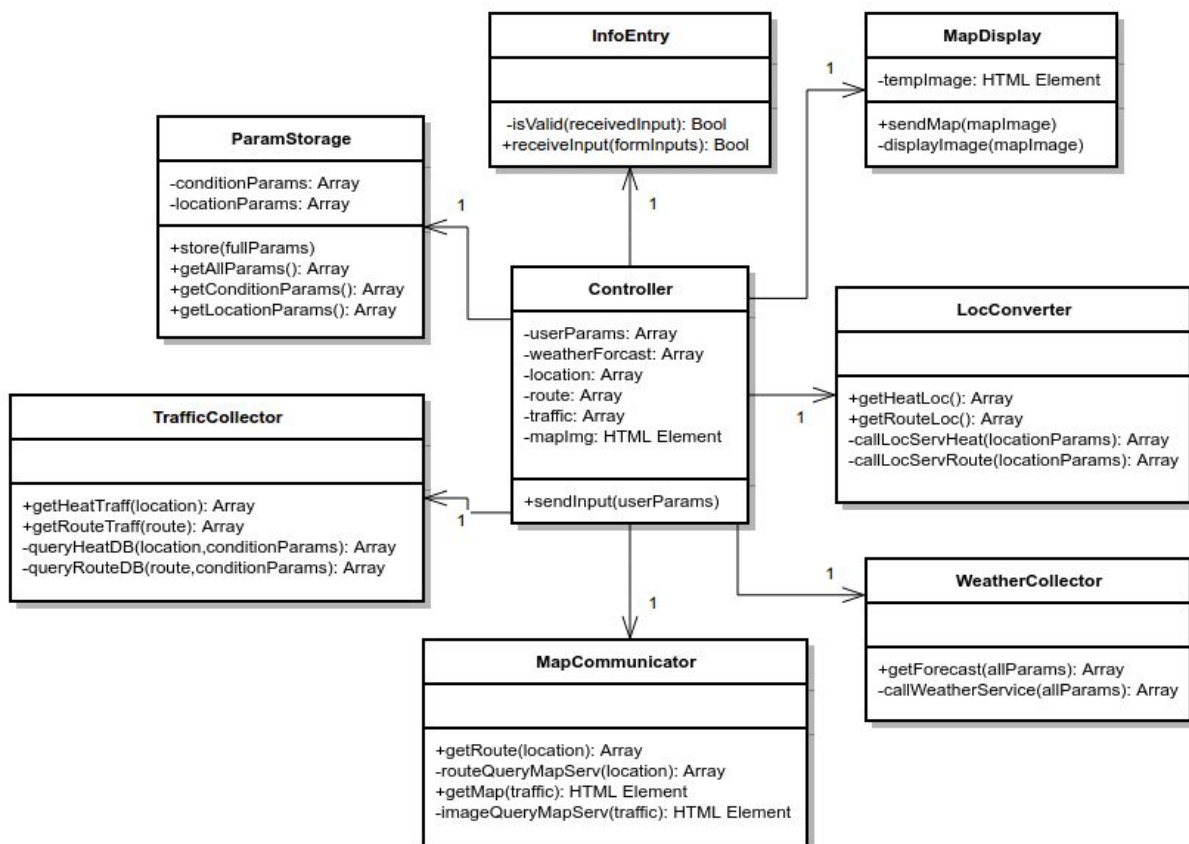 InfoEntry
-isValid(receivedInput): Bool
+receiveInput(formInputs): Bool
1
MapDisplay
-tempImage: HTML Element
+sendMap(mapImage)
-displayImage(mapImage)
1
ParamStorage
-conditionParams: Array
-locationParams: Array
+store(fullParams)
+getAllParams(): Array
+getConditionParams(): Array
+getLocationParams(): Array
1
Controller
-userParams: Array
-weatherForcast: Array
-location: Array
-route: Array
-traffic: Array
-mapImg: HTML Element
+sendInput(userParams)
LocConverter
+getHeatLoc(): Array
+getRouteLoc(): Array
-callLocServHeat(locationParams): Array
-callLocServRoute(locationParams): Array
1
TrafficCollector
+getHeatTraff(location): Array
+getRouteTraff(route): Array
-queryHeatDB(location,conditionParams): Array
-queryRouteDB(route,conditionParams): Array
1
WeatherCollector
+getForecast(allParams): Array
-callWeatherService(allParams): Array
1
MapCommunicator
+getRoute(location): Array
-routeQueryMapServ(location): Array
+getMap(traffic): HTML Element
-imageQueryMapServ(traffic): HTML Element
1